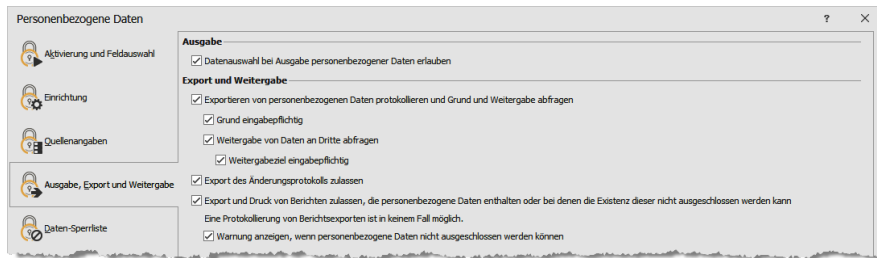 Personenbezogene Daten
?
Aktivierung und Feldauswahl
Einrichtung
Quellenangaben
Ausgabe, Export und Weitergabe
Daten-Sperrliste
Ausgabe
Datenauswahl bei Ausgabe personenbezogener Daten erlauben
Export und Weitergabe
Exportieren von personenbezogenen Daten protokollieren und Grund und Weitergabe abfragen
Grund eingabepflichtig
Weitergabe von Daten an Dritte abfragen
Weitergabeziel eingabepflichtig
Export des Änderungsprotokolls zulassen
Export und Druck von Berichten zulassen, die personenbezogene Daten enthalten oder bei denen die Existenz dieser nicht ausgeschlossen werden kann
Eine Protokollierung von Berichtsexporten ist in keinem Fall möglich.
Warnung anzeigen, wenn personenbezogene Daten nicht ausgeschlossen werden können